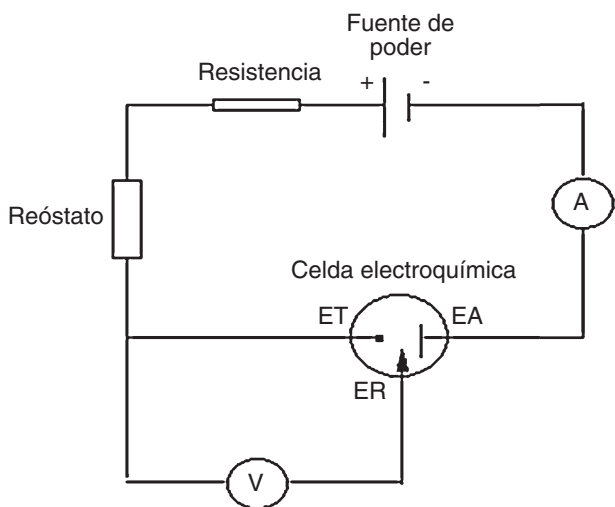 Fuente de
poder
Resistencia
+ -
Reóstato
A
Celda electroquímica
ET EA
ER
V